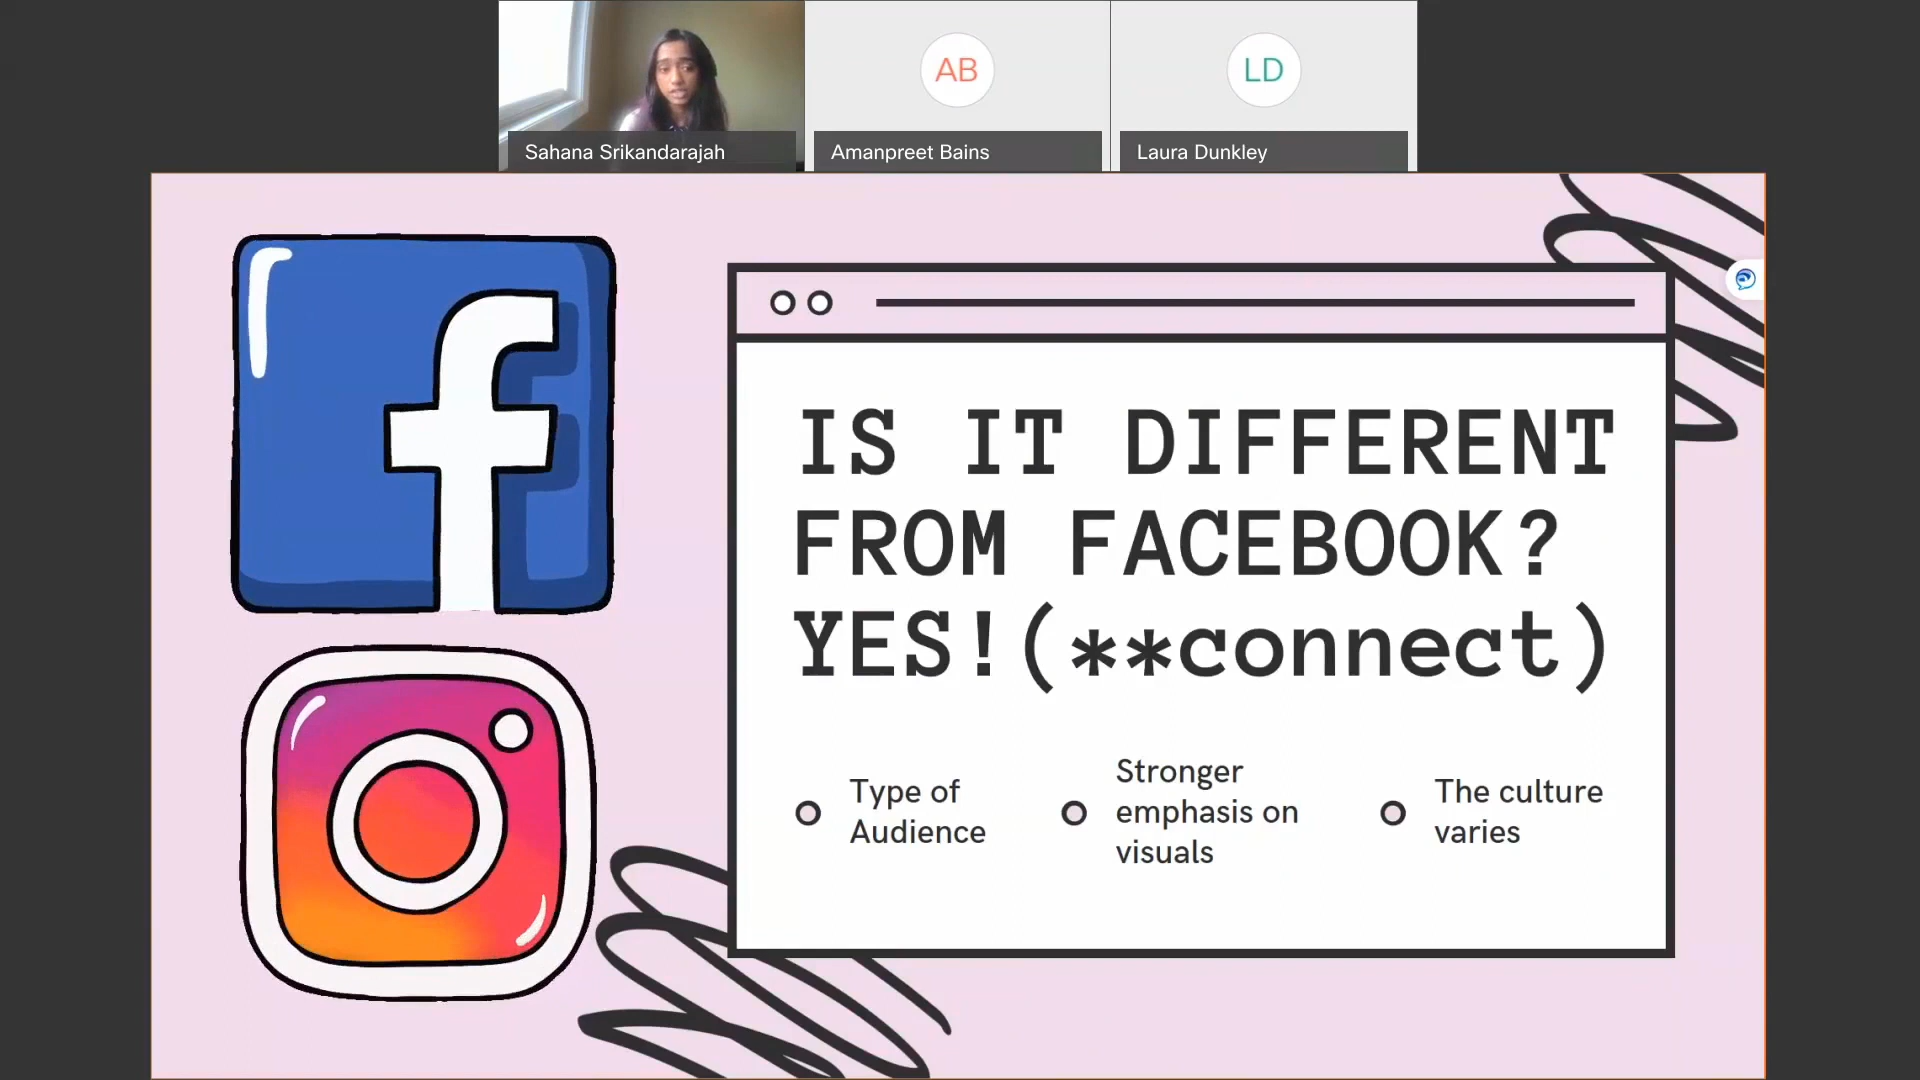 AB
LD
Sahana Srikandarajah
Amanpreet Bains
Laura Dunkley
IS IT DIFFERENT
FROM FACEBOOK?
YES!(**connect)
Type of
Audience
Stronger
emphasis on
visuals
The culture
varies